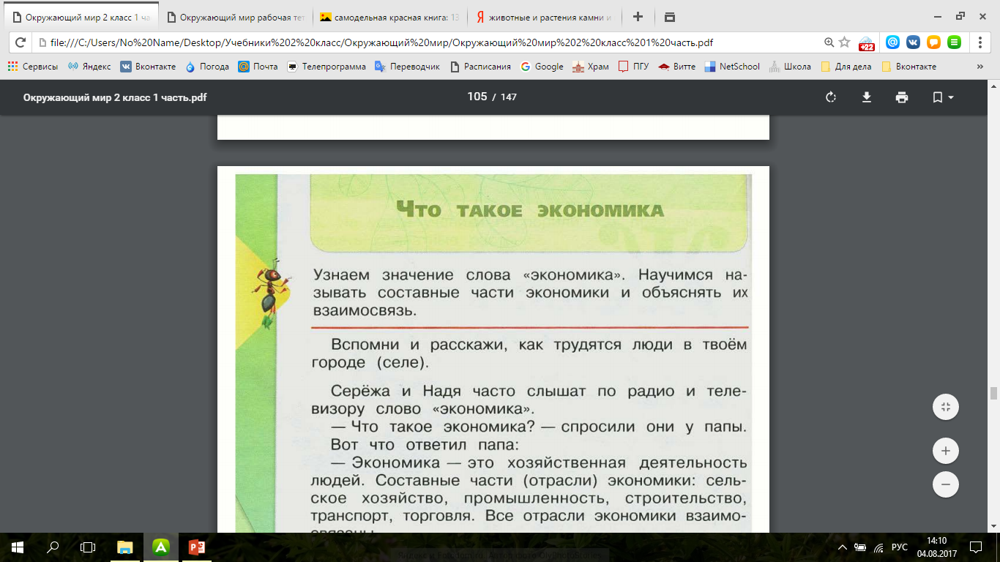 Окружающий мир 2 класс 1 ча
Окружающий мир рабочая тет
самодельная красная книга: 13
животные и растения камни и
file:///C:/Users/No%20Name/Desktop/Учебники%202%20класс/Окружающий%20мир/Окружающий%20мир%202%20класс%201%20часть.pdf
+22
Сервисы Яндекс Вконтакте Погода Почта Телепрограмма Переводчик Расписания Google Храм ПГУ Витте NetSchool Школа Для дела Вконтакте »
Окружающий мир 2 класс 1 часть.pdf
105 / 147
Что такое экономика
Узнаем значение слова «экономика». Научимся на-
зывать составные части экономики и объяснять их
взаимосвязь.
Вспомни и расскажи, как трудятся люди в твоём
городе (селе).
Серёжа и Надя часто слышат по радио и теле-
визору слово «экономика».
— Что такое экономика? — спросили они у папы.
Вот что ответил папа:
— Экономика — это хозяйственная деятельность
людей. Составные части (отрасли) экономики: сель-
ское хозяйство, промышленность, строительство,
транспорт, торговля. Все отрасли экономики взаимо-
РУС
14:10
04.08.2017